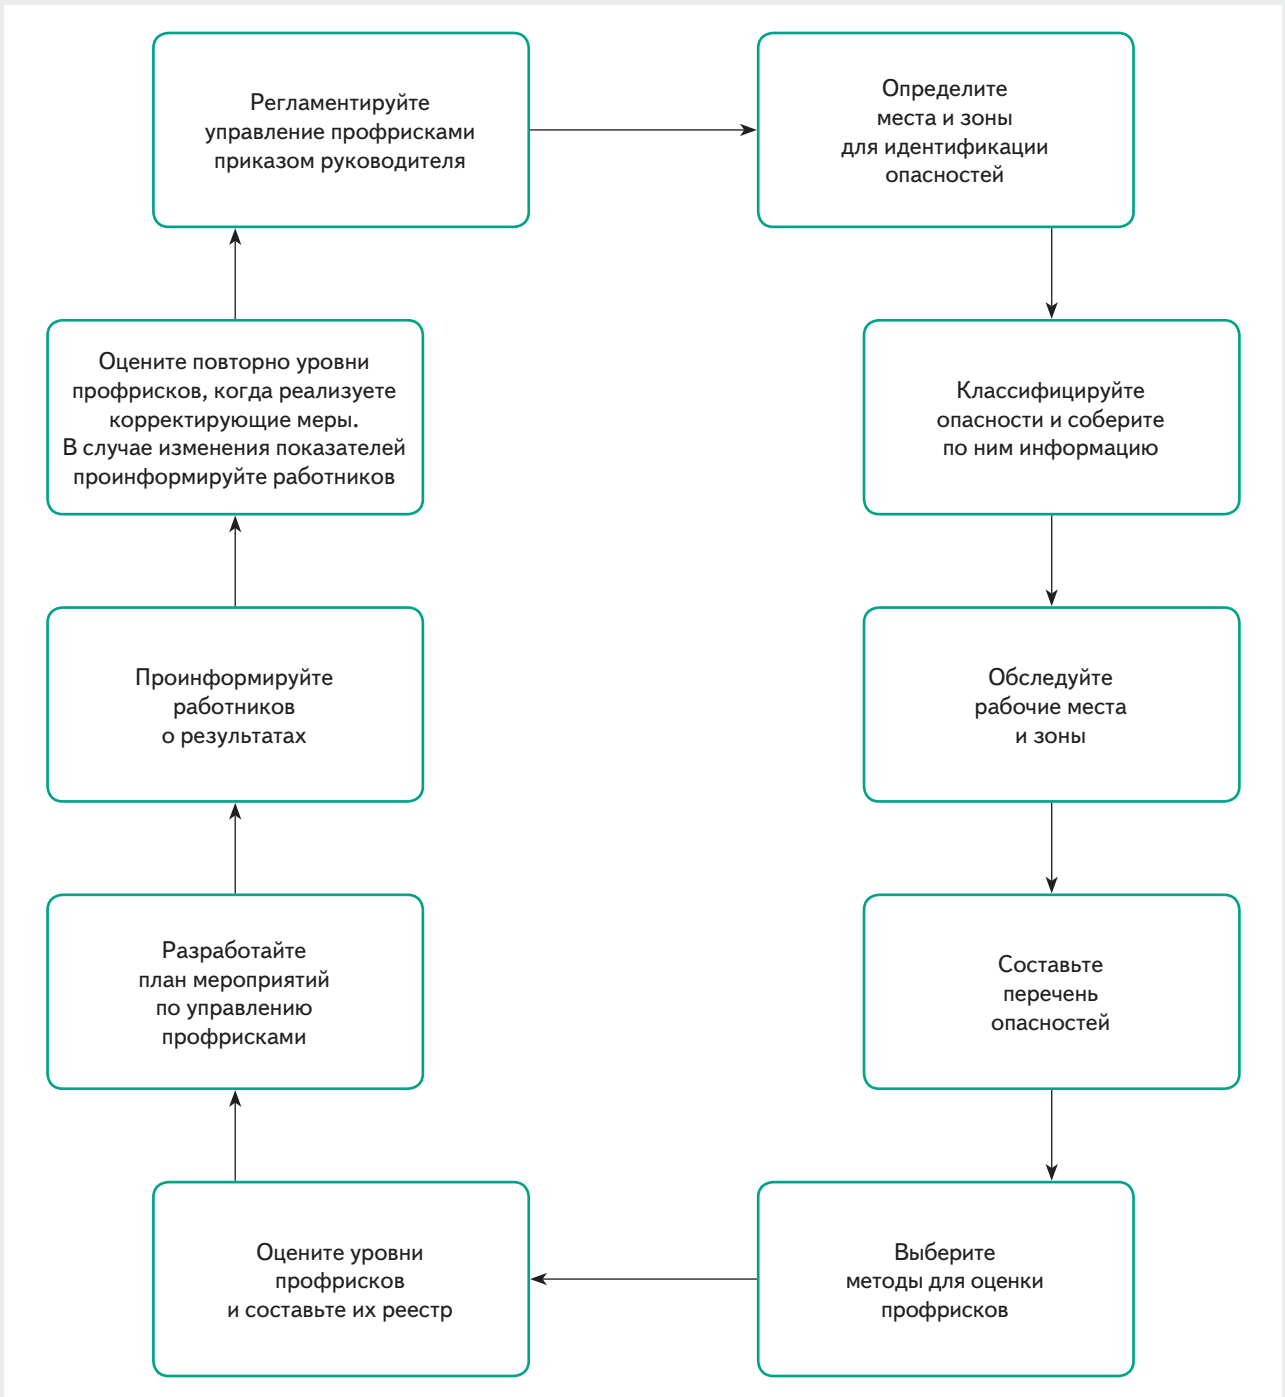 Регламентируйте
управление профрисками
приказом руководителя
Определите
места и зоны
для идентификации
опасностей
Классифицируйте
опасности и соберите
по ним информацию
Обследуйте
рабочие места
и зоны
Составьте
перечень
опасностей
Выберите
методы для оценки
профрисков
Оцените уровни
профрисков
и составьте их реестр
Разработайте
план мероприятий
по управлению
профрисками
Проинформируйте
работников
о результатах
Оцените повторно уровни
профрисков, когда реализуете
корректирующие меры.
В случае изменения показателей
проинформируйте работников